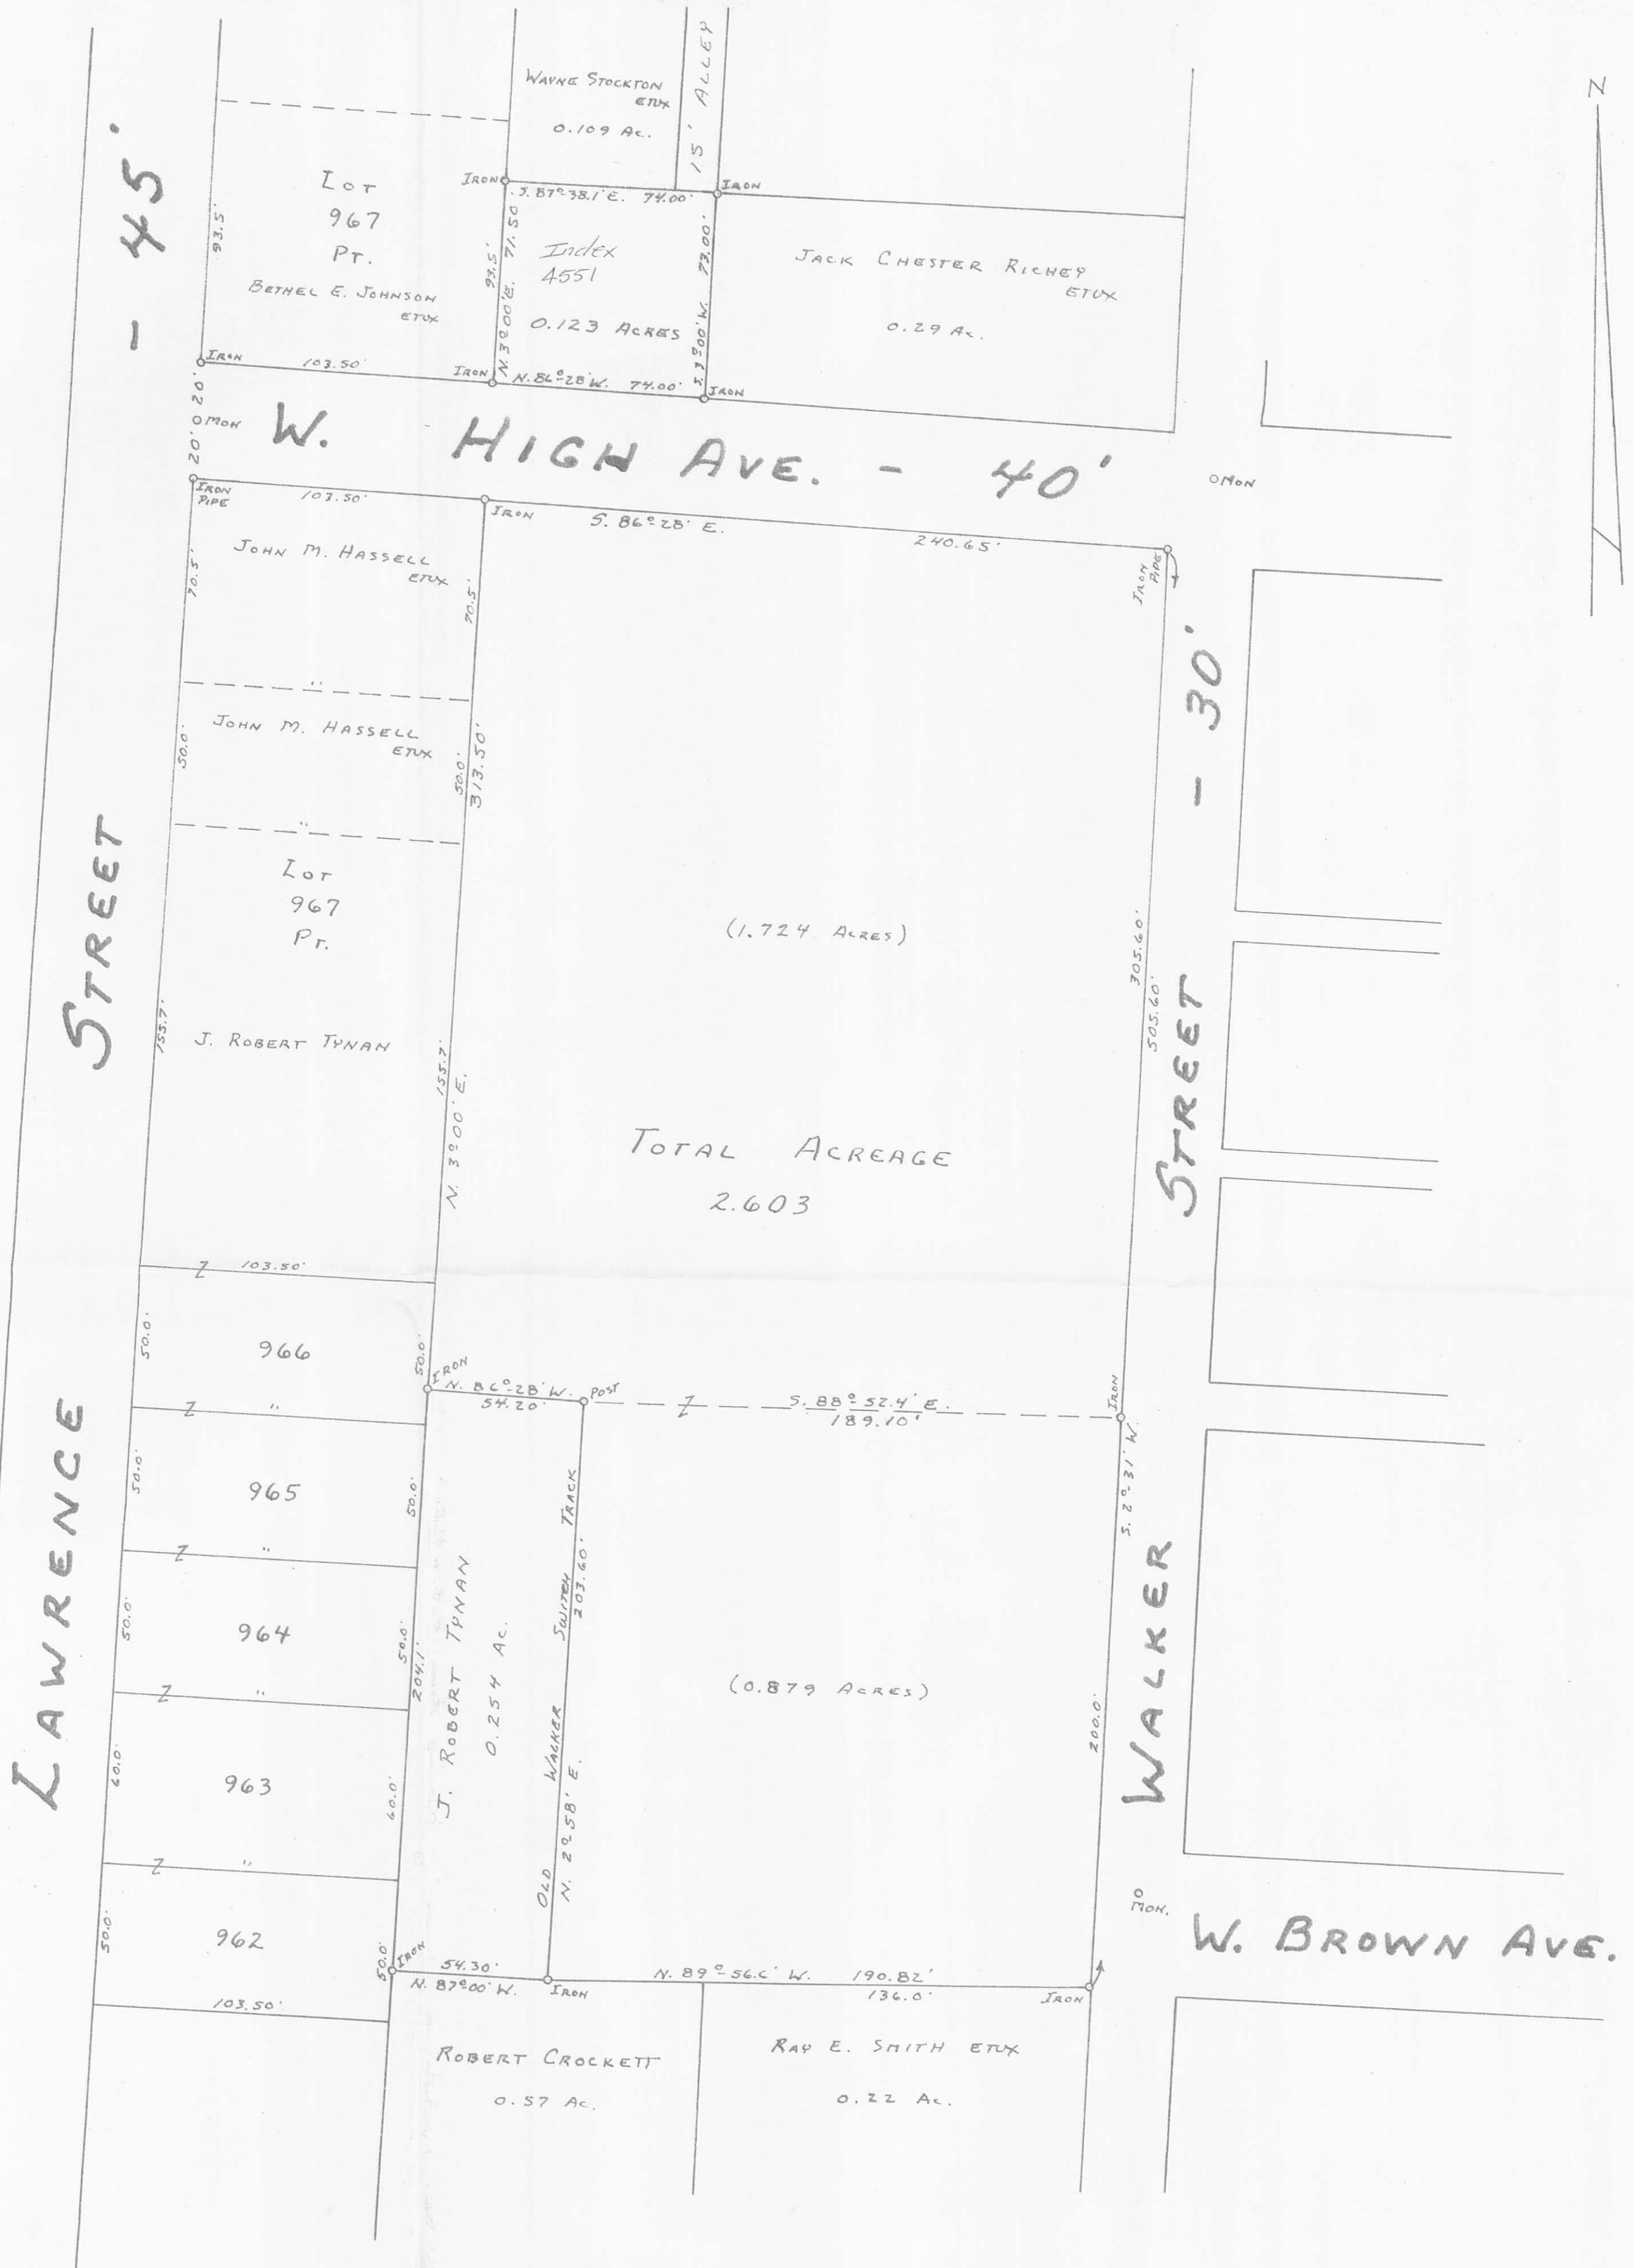 WAYNE STOCKTON
ETUX
0.109 AC.
15' ALLEY
N
- 45'
LOT
967
PT.
BETHEL E. JOHNSON
ETUX
93.5'
93.5'
IRON
IRON
S. 87°-38.1' E. 74.00'
N. 3°00' E. 71.50
Index
4551
0.123 ACRES
S. 3°00' W. 73.00'
JACK CHESTER RICHEY
ETUX
0.29 AC.
IRON
103.50'
IRON
N. 86°-28' W. 74.00'
IRON
20'
MON
20'
W. HIGH AVE. - 40'
MON
IRON
PIPE
103.50'
IRON
S. 86°-28' E.
240.65'
IRON
PIPE
JOHN M. HASSELL
ETUX
70.5'
70.5'
"
JOHN M. HASSELL
ETUX
50.0'
50.0'
313.50'
"
LOT
967
PT.
J. ROBERT TYNAN
155.7'
155.7'
N. 3°00' E.
(1.724 ACRES)
305.60'
505.60'
TOTAL ACREAGE
2.603
STREET
LAWRENCE
- 30'
STREET
WALKER
Z 103.50'
50.0'
966
50.0'
IRON
N. 86°-28' W.
54.20'
POST
Z
S. 88°-52.4' E.
189.10'
IRON
S. 2°-31' W.
Z "
50.0'
965
50.0'
Z "
50.0'
964
50.0'
204.1'
J. ROBERT TYNAN
0.254 AC.
OLD WALKER SWITCH TRACK
N. 2°58' E. 203.60'
(0.879 ACRES)
200.0'
Z "
60.0'
963
60.0'
Z "
50.0'
962
50.0'
103.50'
IRON
54.30'
N. 87°00' W.
IRON
N. 89°-56.6' W. 190.82'
136.0'
IRON
MON.
W. BROWN AVE.
ROBERT CROCKETT
0.57 AC.
RAY E. SMITH ETUX
0.22 AC.